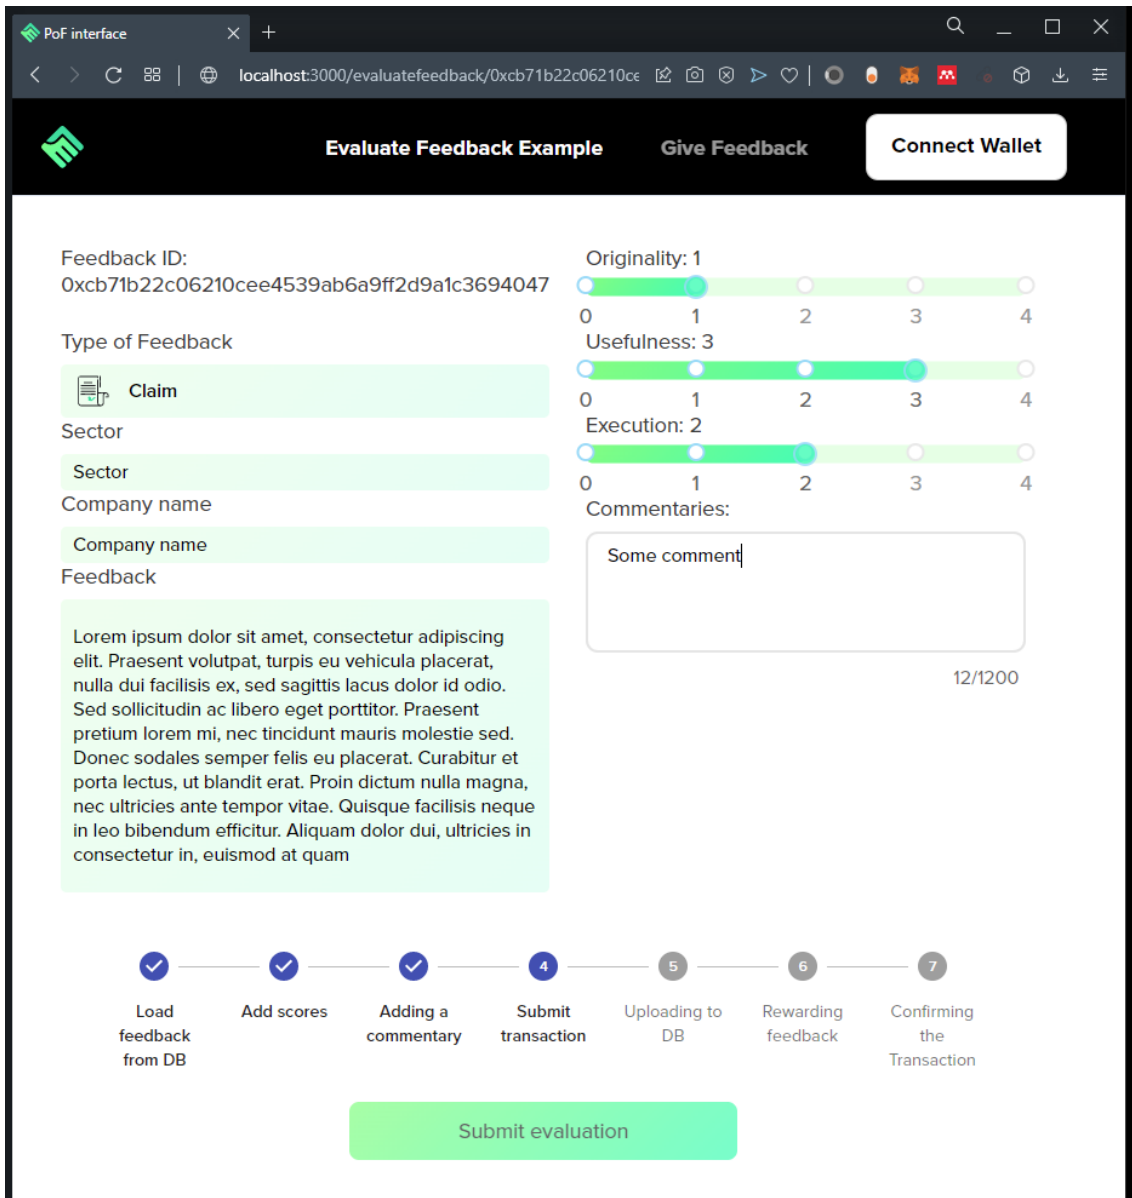 PoF interface
localhost:3000/evaluatefeedback/0xcb71b22c06210ce
Evaluate Feedback Example
Give Feedback
Connect Wallet
Feedback ID:
0xcb71b22c06210cee4539ab6a9ff2d9a1c3694047
Type of Feedback
Claim
Sector
Sector
Company name
Company name
Feedback
Lorem ipsum dolor sit amet, consectetur adipiscing
elit. Praesent volutpat, turpis eu vehicula placerat,
nulla dui facilisis ex, sed sagittis lacus dolor id odio.
Sed sollicitudin ac libero eget porttitor. Praesent
pretium lorem mi, nec tincidunt mauris molestie sed.
Donec sodales semper felis eu placerat. Curabitur et
porta lectus, ut blandit erat. Proin dictum nulla magna,
nec ultricies ante tempor vitae. Quisque facilisis neque
in leo bibendum efficitur. Aliquam dolor dui, ultricies in
consectetur in, euismod at quam
Originality: 1
0 1 2 3 4
Usefulness: 3
0 1 2 3 4
Execution: 2
0 1 2 3 4
Commentaries:
Some comment
12/1200
Load
feedback
from DB
Add scores
Adding a
commentary
4
Submit
transaction
5
Uploading to
DB
6
Rewarding
feedback
7
Confirming
the
Transaction
Submit evaluation